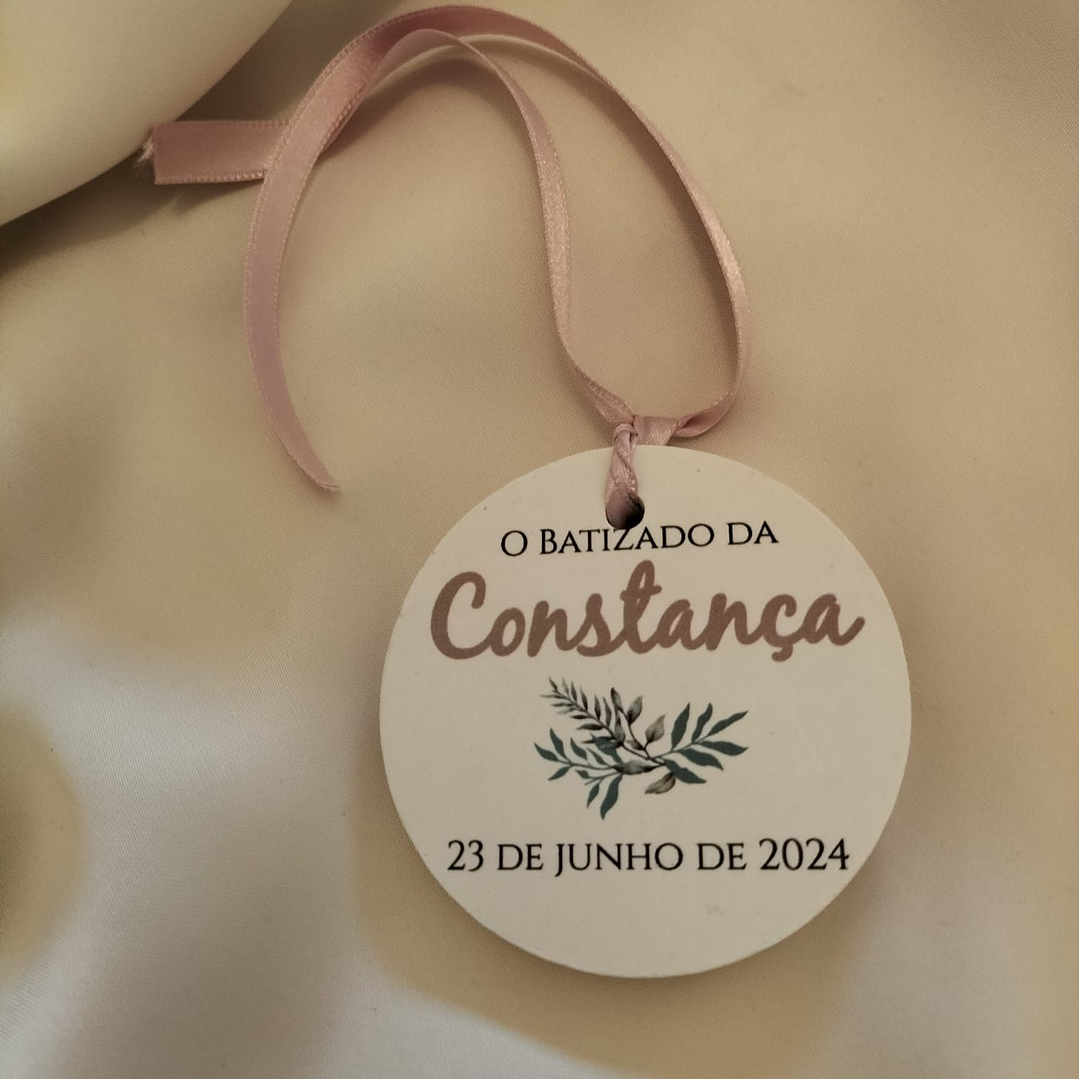 O Batizado da
Constança
23 de junho de 2024